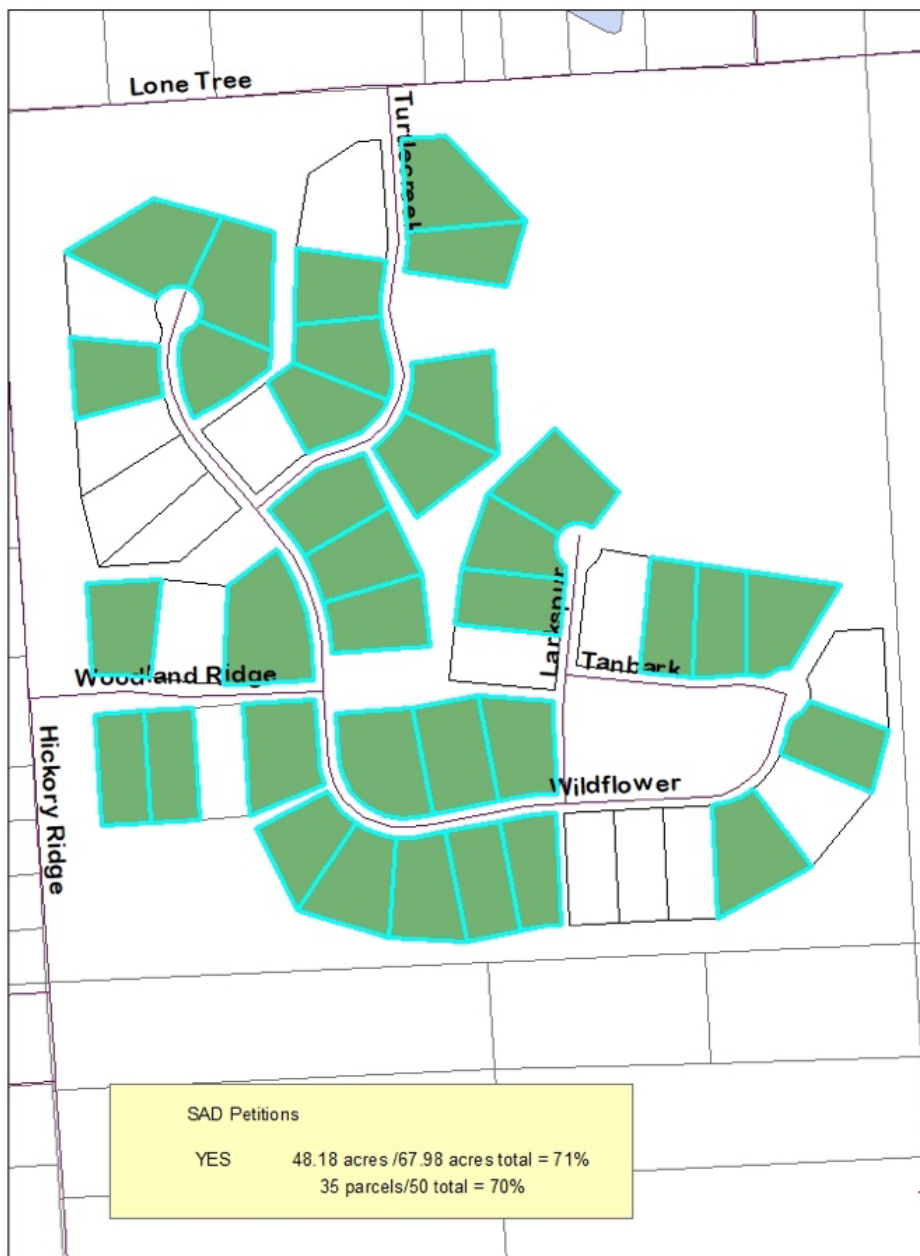 Lone Tree
Turtlecreek
Larkspur
Tanbark
Woodland Ridge
Wildflower
Hickory Ridge
SAD Petitions
YES 48.18 acres /67.98 acres total = 71%
35 parcels/50 total = 70%